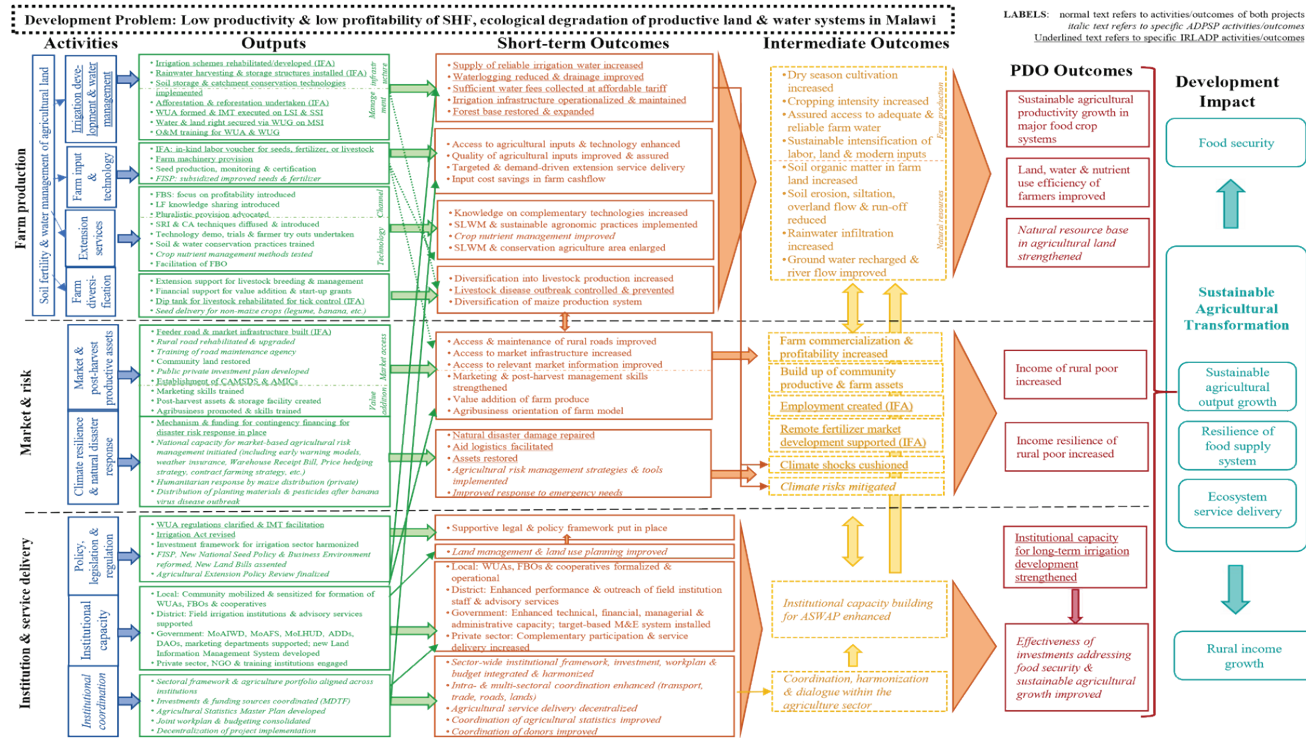 Development Problem: Low productivity & low profitability of SHF, ecological degradation of productive land & water systems in Malawi
LABELS: normal text refers to activities/outcomes of both projects
italic text refers to specific ADPSP activities/outcomes
Underlined text refers to specific IRLADP activities/outcomes
Activities
Outputs
Short-term Outcomes
Intermediate Outcomes
PDO Outcomes
Development
Impact
Farm production
Soil fertility & water management of agricultural land
Irrigation deve-
lopment & water
management
• Irrigation schemes rehabilitated/developed (IFA)
• Rainwater harvesting & storage structures installed (IFA)
• Soil storage & catchment conservation technologies
implemented
• Afforestation & reforestation undertaken (IFA)
• WUA formed & IMT executed on LSI & SSI
• Water & land right secured via WUG on MSI
• O&M training for WUA & WUG
Manage
ment
infrastr
ucture
Farm input
&
technology
• IFA: in-kind labor voucher for seeds, fertilizer, or livestock
• Farm machinery provision
• Seed production, monitoring & certification
• FISP: subsidized improved seeds & fertilizer
Extension
services
• FBS: focus on profitability introduced
• LF knowledge sharing introduced
• Pluralistic provision advocated
• SRI & CA techniques diffused & introduced
• Technology demo, trials & farmer try outs undertaken
• Soil & water conservation practices trained
• Crop nutrient management methods tested
• Facilitation of FBO
Channel
Technology
Farm
diversi-
fication
• Extension support for livestock breeding & management
• Financial support for value addition & start-up grants
• Dip tank for livestock rehabilitated for tick control (IFA)
• Seed delivery for non-maize crops (legume, banana, etc.)
• Supply of reliable irrigation water increased
• Waterlogging reduced & drainage improved
• Sufficient water fees collected at affordable tariff
• Irrigation infrastructure operationalized & maintained
• Forest base restored & expanded
• Access to agricultural inputs & technology enhanced
• Quality of agricultural inputs improved & assured
• Targeted & demand-driven extension service delivery
• Input cost savings in farm cashflow
• Knowledge on complementary technologies increased
• SLWM & sustainable agronomic practices implemented
• Crop nutrient management improved
• SLWM & conservation agriculture area enlarged
• Diversification into livestock production increased
• Livestock disease outbreak controlled & prevented
• Diversification of maize production system
• Dry season cultivation
increased
• Cropping intensity increased
• Assured access to adequate &
reliable farm water
• Sustainable intensification of
labor, land & modern inputs
• Soil organic matter in farm
land increased
• Soil erosion, siltation,
overland flow & run-off
reduced
• Rainwater infiltration
increased
• Ground water recharge &
river flow improved
Farm production
Natural resources
Sustainable agricultural
productivity growth in
major food crop
systems
Land, water & nutrient
use efficiency of
farmers improved
Natural resource base
in agricultural land
strengthened
Food security
Sustainable
Agricultural
Transformation
Sustainable
agricultural
output growth
Resilience of
food supply
system
Ecosystem
service delivery
Rural income
growth
Market & risk
Market &
post-harvest
productive assets
• Feeder road & market infrastructure built (IFA)
• Rural road rehabilitated & upgraded
• Training of road maintenance agency
• Community land restored
• Public private investment plan developed
• Establishment of CAMSDS & AMICs
• Marketing skills trained
• Post-harvest assets & storage facility created
• Agribusiness promoted & skills trained
Market access
Value
addition,
Climate resilience
& natural disaster
response
• Mechanism & funding for contingency financing for
disaster risk response in place
• National capacity for market-based agricultural risk
management initiated (including early warning models,
weather insurance, Warehouse Receipt Bill, Price hedging
strategy, contract farming strategy, etc.)
• Humanitarian response by maize distribution (private)
• Distribution of planting materials & pesticides after banana
virus disease outbreak
• Access & maintenance of rural roads improved
• Access to market infrastructure increased
• Access to relevant market information improved
• Marketing & post-harvest management skills
strengthened
• Value addition of farm produce
• Agribusiness orientation of farm model
• Natural disaster damage repaired
• Aid logistics facilitated
• Assets restored
• Agricultural risk management strategies & tools
implemented
• Improved response to emergency needs
Farm commercialization &
profitability increased
Build up of community
productive & farm assets
Employment created (IFA)
Remote fertilizer market
development supported (IFA)
Climate shocks cushioned
Climate risks mitigated
Income of rural poor
increased
Income resilience of
rural poor increased
Institution & service delivery
Policy,
legislation &
regulation
• WUA regulations clarified & IMT facilitation
• Irrigation Act revised
• Investment framework for irrigation sector harmonized
• FISP, New National Seed Policy & Business Environment
reformed, New Land Bills assented
• Agricultural Extension Policy Review finalized
Institutional
capacity
• Local: Community mobilized & sensitized for formation of
WUAs, FBOs & cooperatives
• District: Field irrigation institutions & advisory services
supported
• Government: MoAIWD, MoAFS, MoLHUD, ADDs,
DAOs, marketing departments supported; new Land
Information Management System developed
• Private sector, NGO & training institutions engaged
Institutional
coordination
• Sectoral framework & agriculture portfolio aligned across
institutions
• Investments & funding sources coordinated (MDTF)
• Agricultural Statistics Master Plan developed
• Joint workplan & budgeting consolidated
• Decentralization of project implementation
• Supportive legal & policy framework put in place
• Land management & land use planning improved
• Local: WUAs, FBOs & cooperatives formalized &
operational
• District: Enhanced performance & outreach of field institution
staff & advisory services
• Government: Enhanced technical, financial, managerial &
administrative capacity; target-based M&E system installed
• Private sector: Complementary participation & service
delivery increased
• Sector-wide institutional framework, investment, workplan &
budget integrated & harmonized
• Intra- & multi-sectoral coordination enhanced (transport,
trade, roads, lands)
• Agricultural service delivery decentralized
• Coordination of agricultural statistics improved
• Coordination of donors improved
Institutional capacity building
for ASWAP enhanced
Coordination, harmonization
& dialogue within the
agriculture sector
Institutional capacity
for long-term irrigation
development
strengthened
Effectiveness of
investments addressing
food security &
sustainable agricultural
growth improved